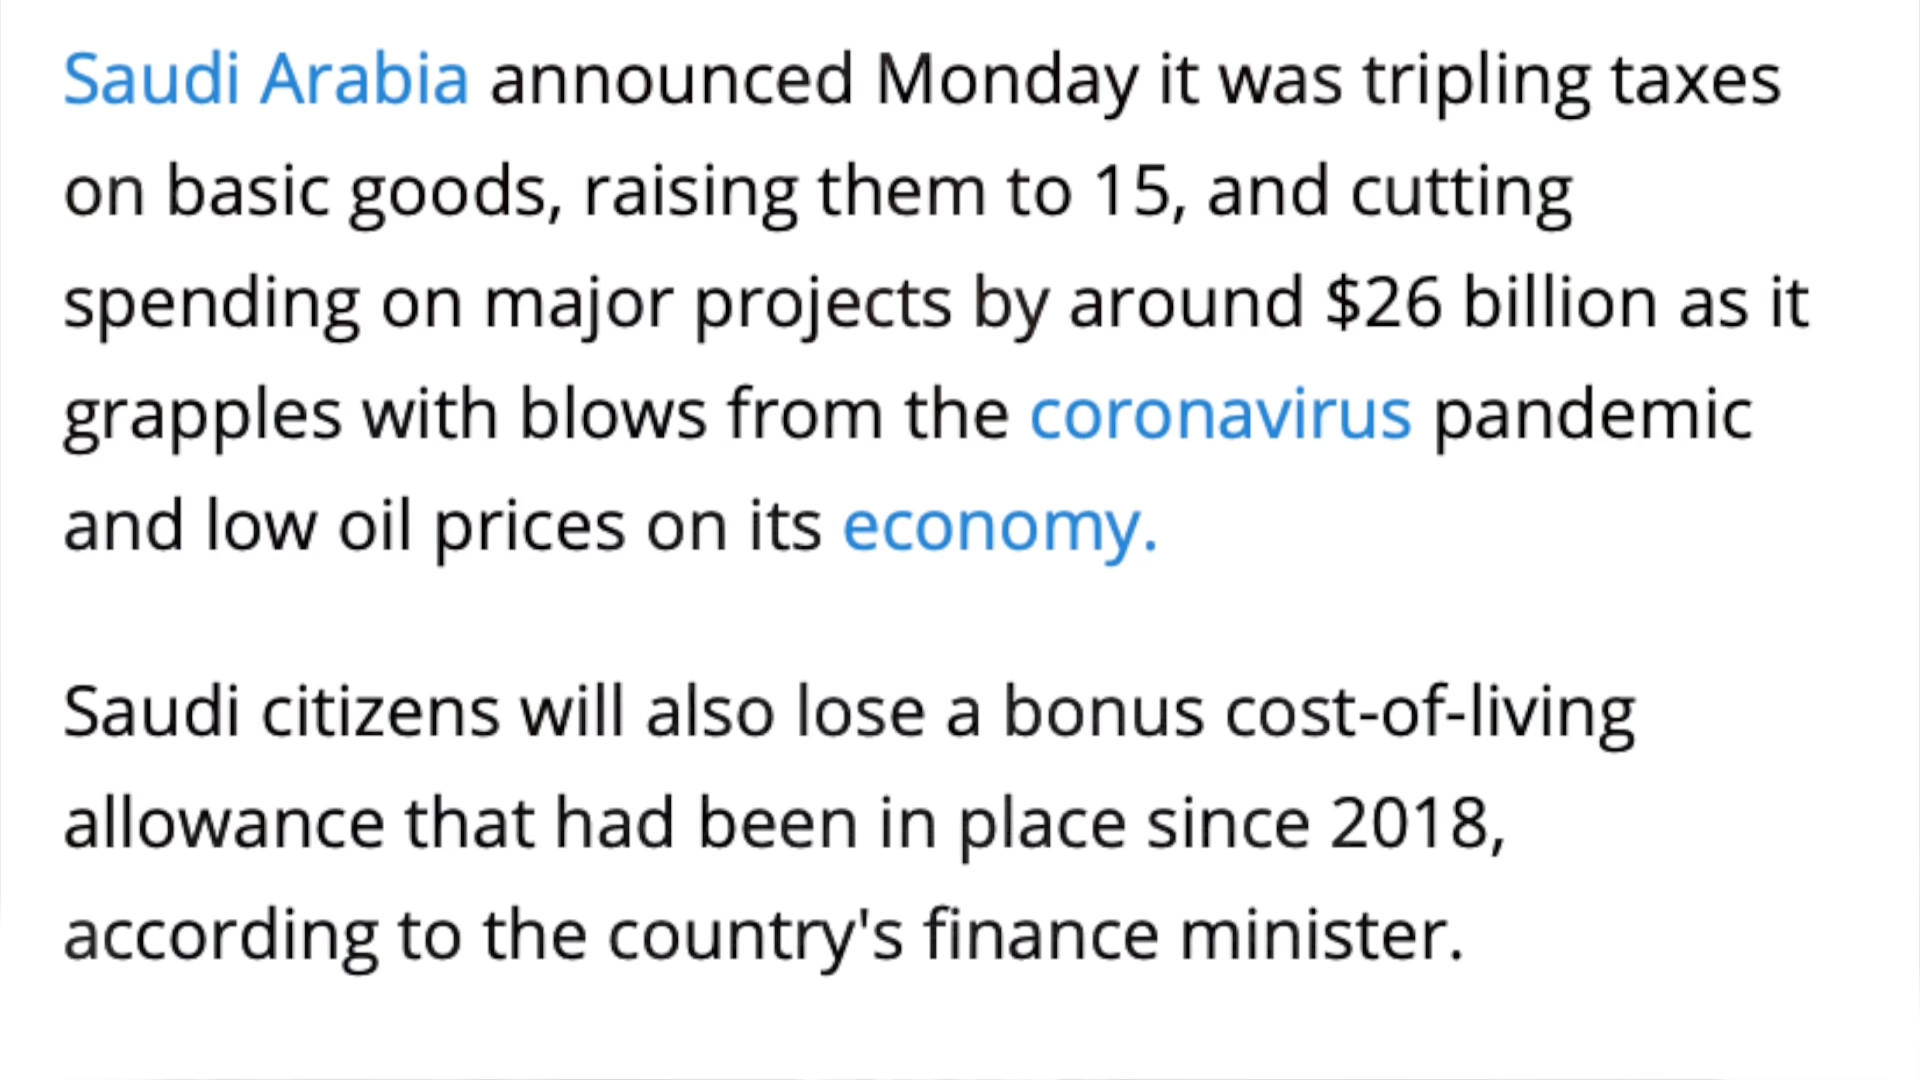 Saudi Arabia announced Monday it was tripling taxes
on basic goods, raising them to 15, and cutting
spending on major projects by around $26 billion as it
grapples with blows from the coronavirus pandemic
and low oil prices on its economy.
Saudi citizens will also lose a bonus cost-of-living
allowance that had been in place since 2018,
according to the country's finance minister.